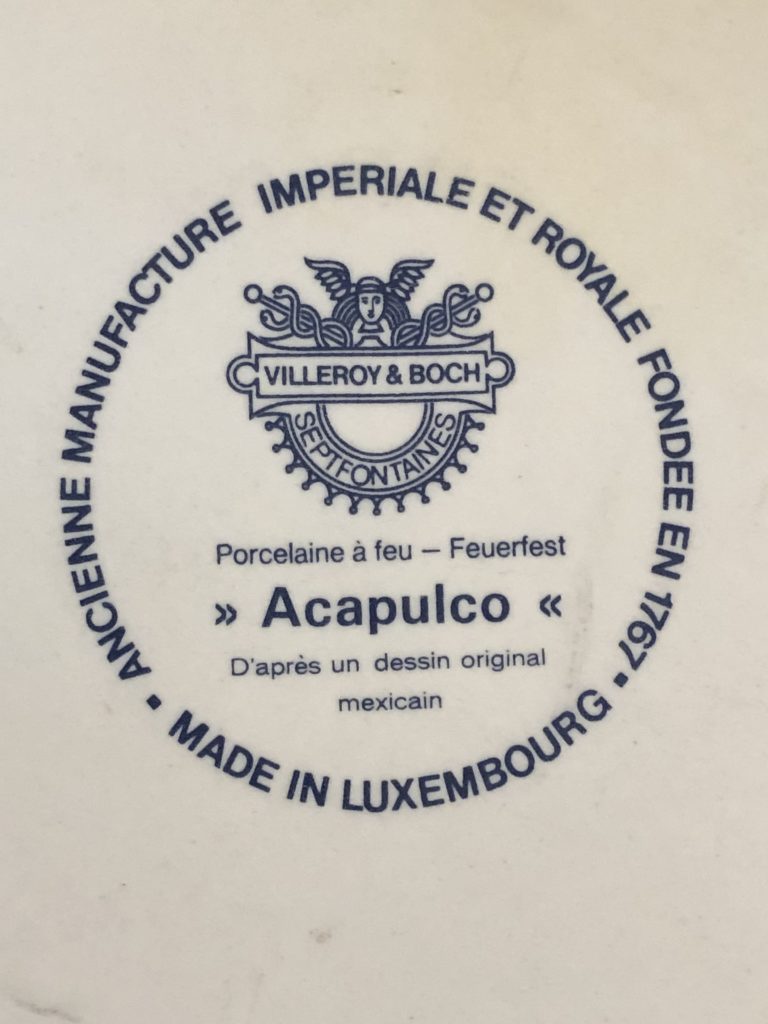 ANCIENNE MANUFACTURE IMPERIALE ET ROYALE FONDEE EN 1767
VILLEROY & BOCH
SEPTFONTAINES
Porcelaine à feu – Feuerfest
» Acapulco «
D'après un dessin original
mexicain
• MADE IN LUXEMBOURG •